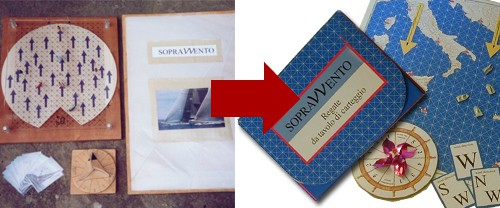 SOPRAVVENTO
SOPRAVVENTO
Regate
da tavolo di carteggio
W
S
N
W